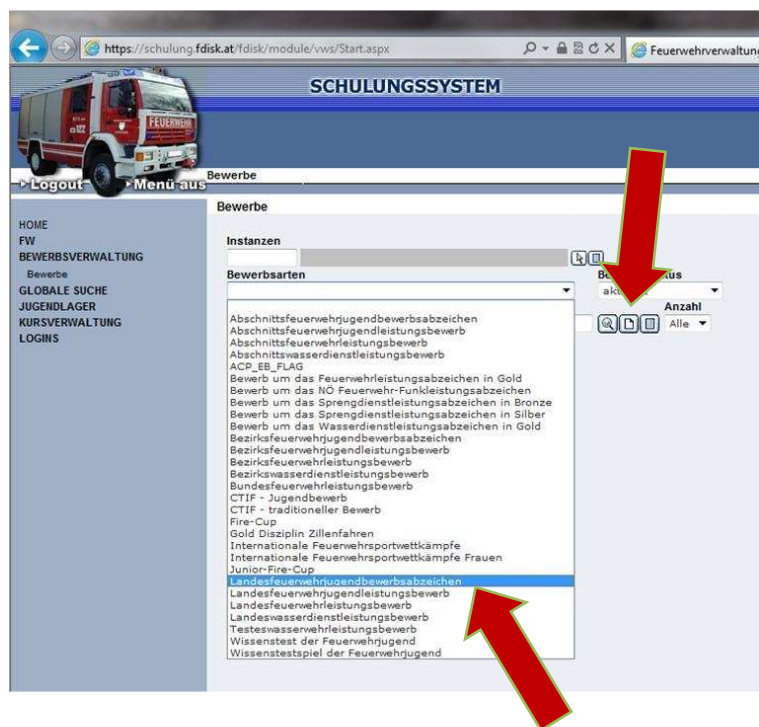 https://schulung.fdisk.at/fdisk/module/vws/Start.aspx
Feuerwehrverwaltung
SCHULUNGSSYSTEM
FEUERWEHR
122
Logout
Menü aus
Bewerbe
Bewerbe
HOME
FW
BEWERBSVERWALTUNG
Bewerbe
GLOBALE SUCHE
JUGENDLAGER
KURSVERWALTUNG
LOGINS
Instanzen
Bewerbsarten
Anzahl
Alle
Abschnittsfeuerwehrjugendbewerbsabzeichen
Abschnittsfeuerwehrjugendleistungsbewerb
Abschnittsfeuerwehrleistungsbewerb
Abschnittswasserdienstleistungsbewerb
ACP_EB_FLAG
Bewerb um das Feuerwehrleistungsabzeichen in Gold
Bewerb um das NÖ Feuerwehr-Funkleistungsabzeichen
Bewerb um das Sprengdienstleistungsabzeichen in Bronze
Bewerb um das Sprengdienstleistungsabzeichen in Silber
Bewerb um das Wasserdienstleistungsabzeichen in Gold
Bezirksfeuerwehrjugendbewerbsabzeichen
Bezirksfeuerwehrjugendleistungsbewerb
Bezirksfeuerwehrleistungsbewerb
Bezirkswasserdienstleistungsbewerb
Bundesfeuerwehrleistungsbewerb
CTIF - Jugendbewerb
CTIF - traditioneller Bewerb
Fire-Cup
Gold Disziplin Zillenfahren
Internationale Feuerwehrsportwettkämpfe
Internationale Feuerwehrsportwettkämpfe Frauen
Junior-Fire-Cup
Landesfeuerwehrjugendbewerbsabzeichen
Landesfeuerwehrjugendleistungsbewerb
Landesfeuerwehrleistungsbewerb
Landeswasserdienstleistungsbewerb
Testeswasserwehrleistungsbewerb
Wissenstest der Feuerwehrjugend
Wissenstestspiel der Feuerwehrjugend